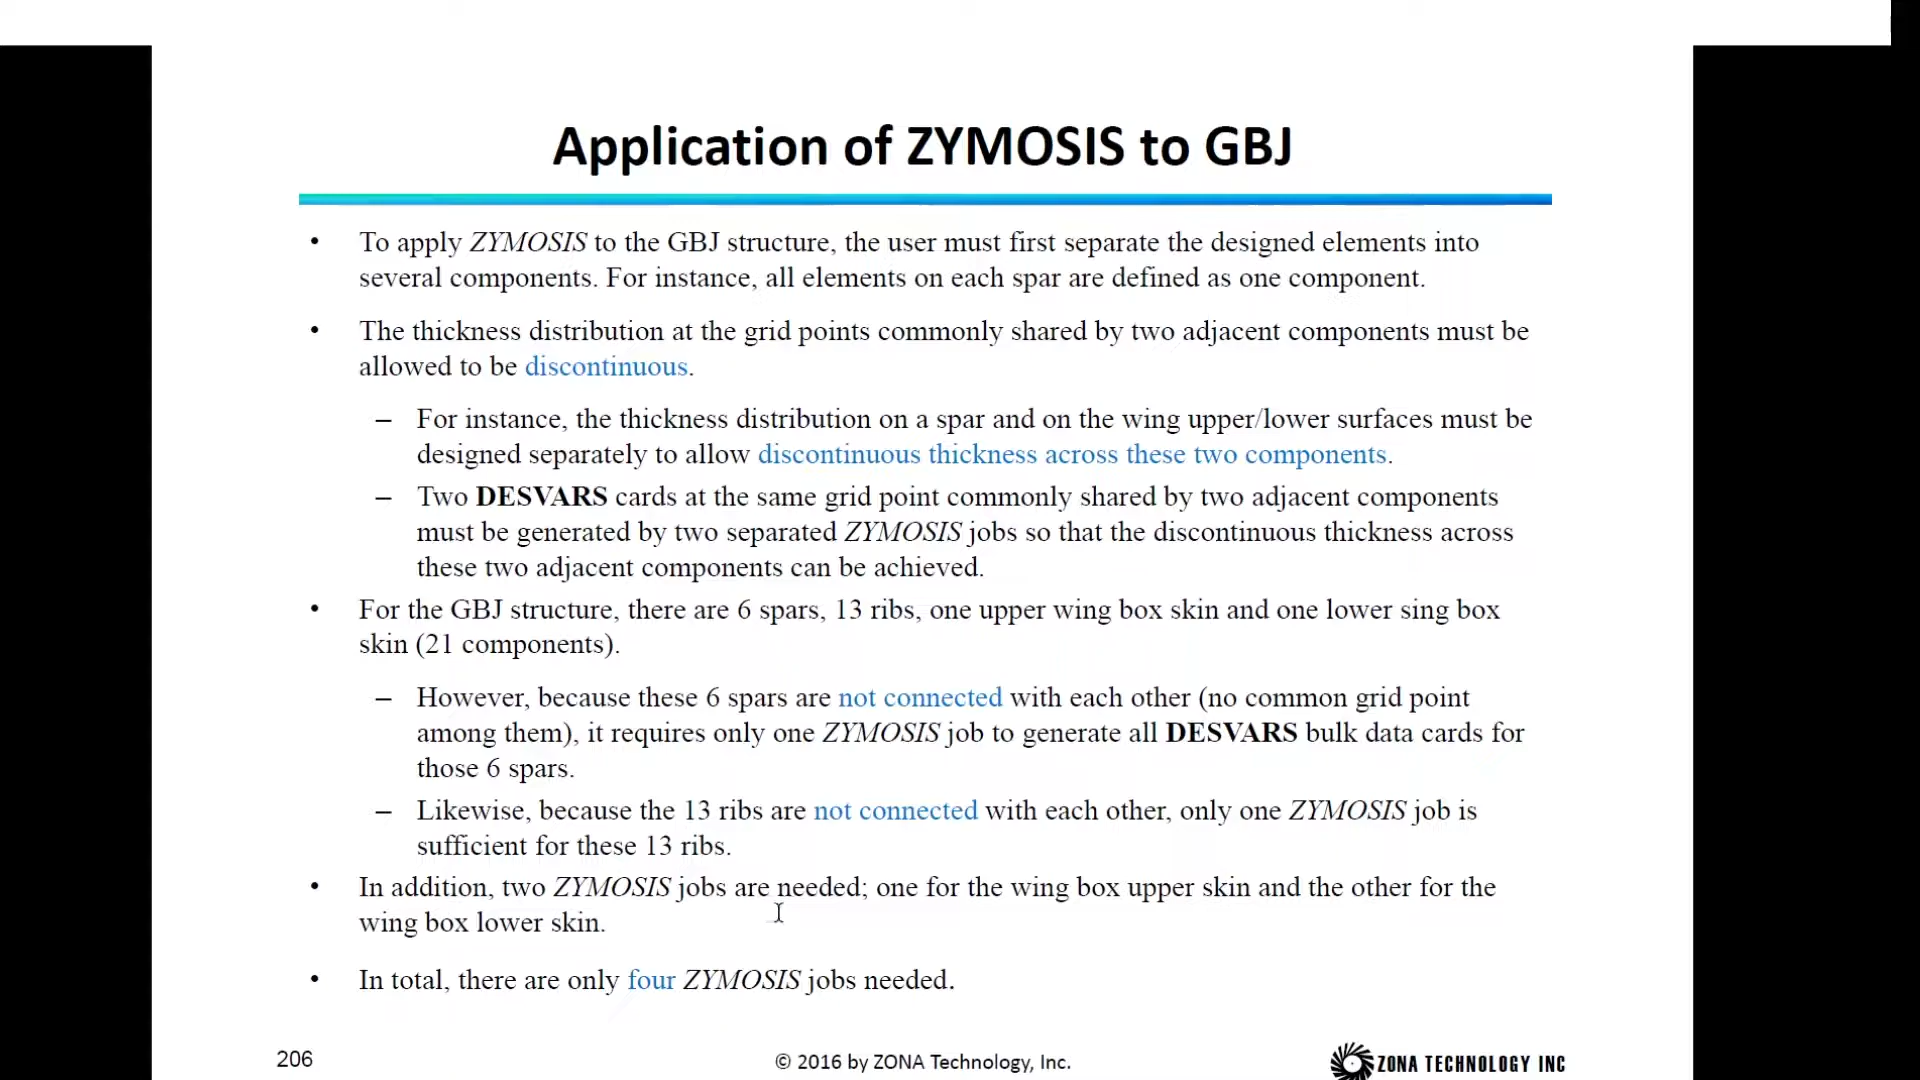 Application of ZYMOSIS to GBJ
• To apply ZYMOSIS to the GBJ structure, the user must first separate the designed elements into
several components. For instance, all elements on each spar are defined as one component.
• The thickness distribution at the grid points commonly shared by two adjacent components must be
allowed to be discontinuous.
– For instance, the thickness distribution on a spar and on the wing upper/lower surfaces must be
designed separately to allow discontinuous thickness across these two components.
– Two DESVARS cards at the same grid point commonly shared by two adjacent components
must be generated by two separated ZYMOSIS jobs so that the discontinuous thickness across
these two adjacent components can be achieved.
• For the GBJ structure, there are 6 spars, 13 ribs, one upper wing box skin and one lower sing box
skin (21 components).
– However, because these 6 spars are not connected with each other (no common grid point
among them), it requires only one ZYMOSIS job to generate all DESVARS bulk data cards for
those 6 spars.
– Likewise, because the 13 ribs are not connected with each other, only one ZYMOSIS job is
sufficient for these 13 ribs.
• In addition, two ZYMOSIS jobs are needed; one for the wing box upper skin and the other for the
wing box lower skin.
• In total, there are only four ZYMOSIS jobs needed.
206
© 2016 by ZONA Technology, Inc.
ZONA TECHNOLOGY INC